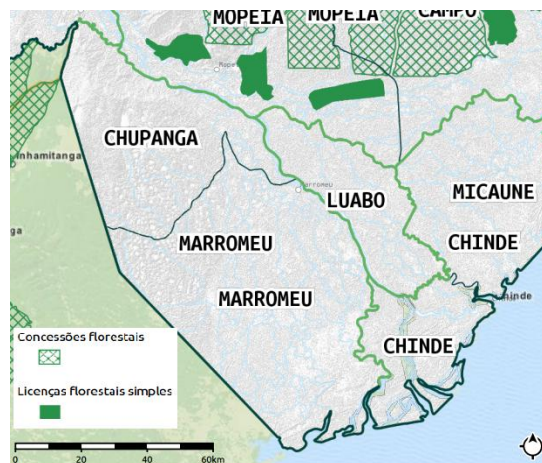 MOPEIA
MOPEIA
CAMPO
CHUPANGA
Inhamitanga
LUABO
MICAUNE
MARROMEU
CHINDE
MARROMEU
CHINDE
Concessões florestais
Licenças florestais simples
0 20 40 60km